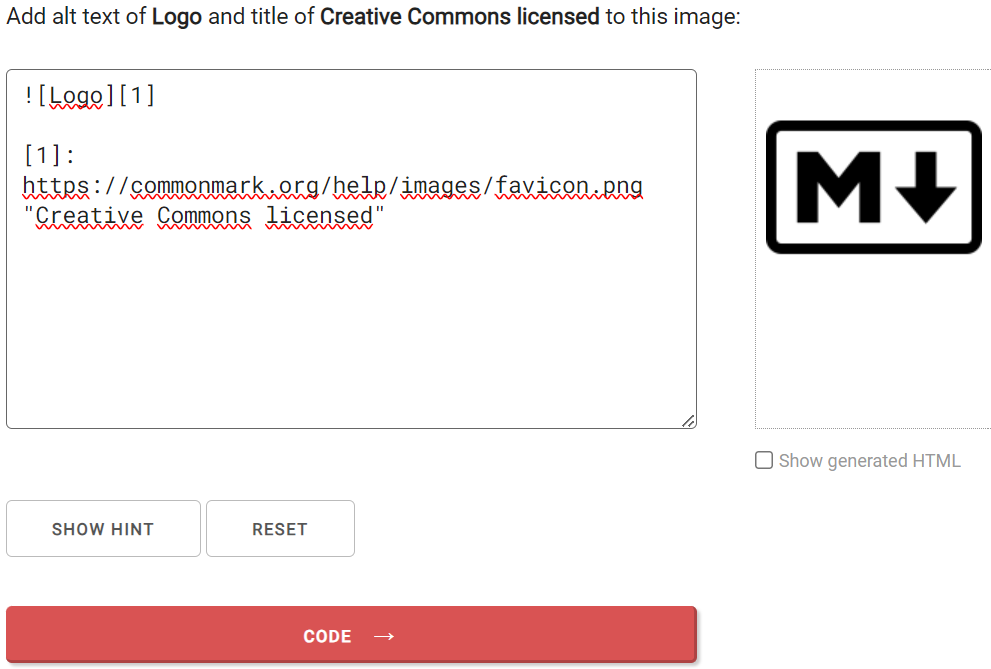 Add alt text of Logo and title of Creative Commons licensed to this image:
![Logo][1]
[1]:
https://commonmark.org/help/images/favicon.png
"Creative Commons licensed"
M
Show generated HTML
SHOW HINT
RESET
CODE →